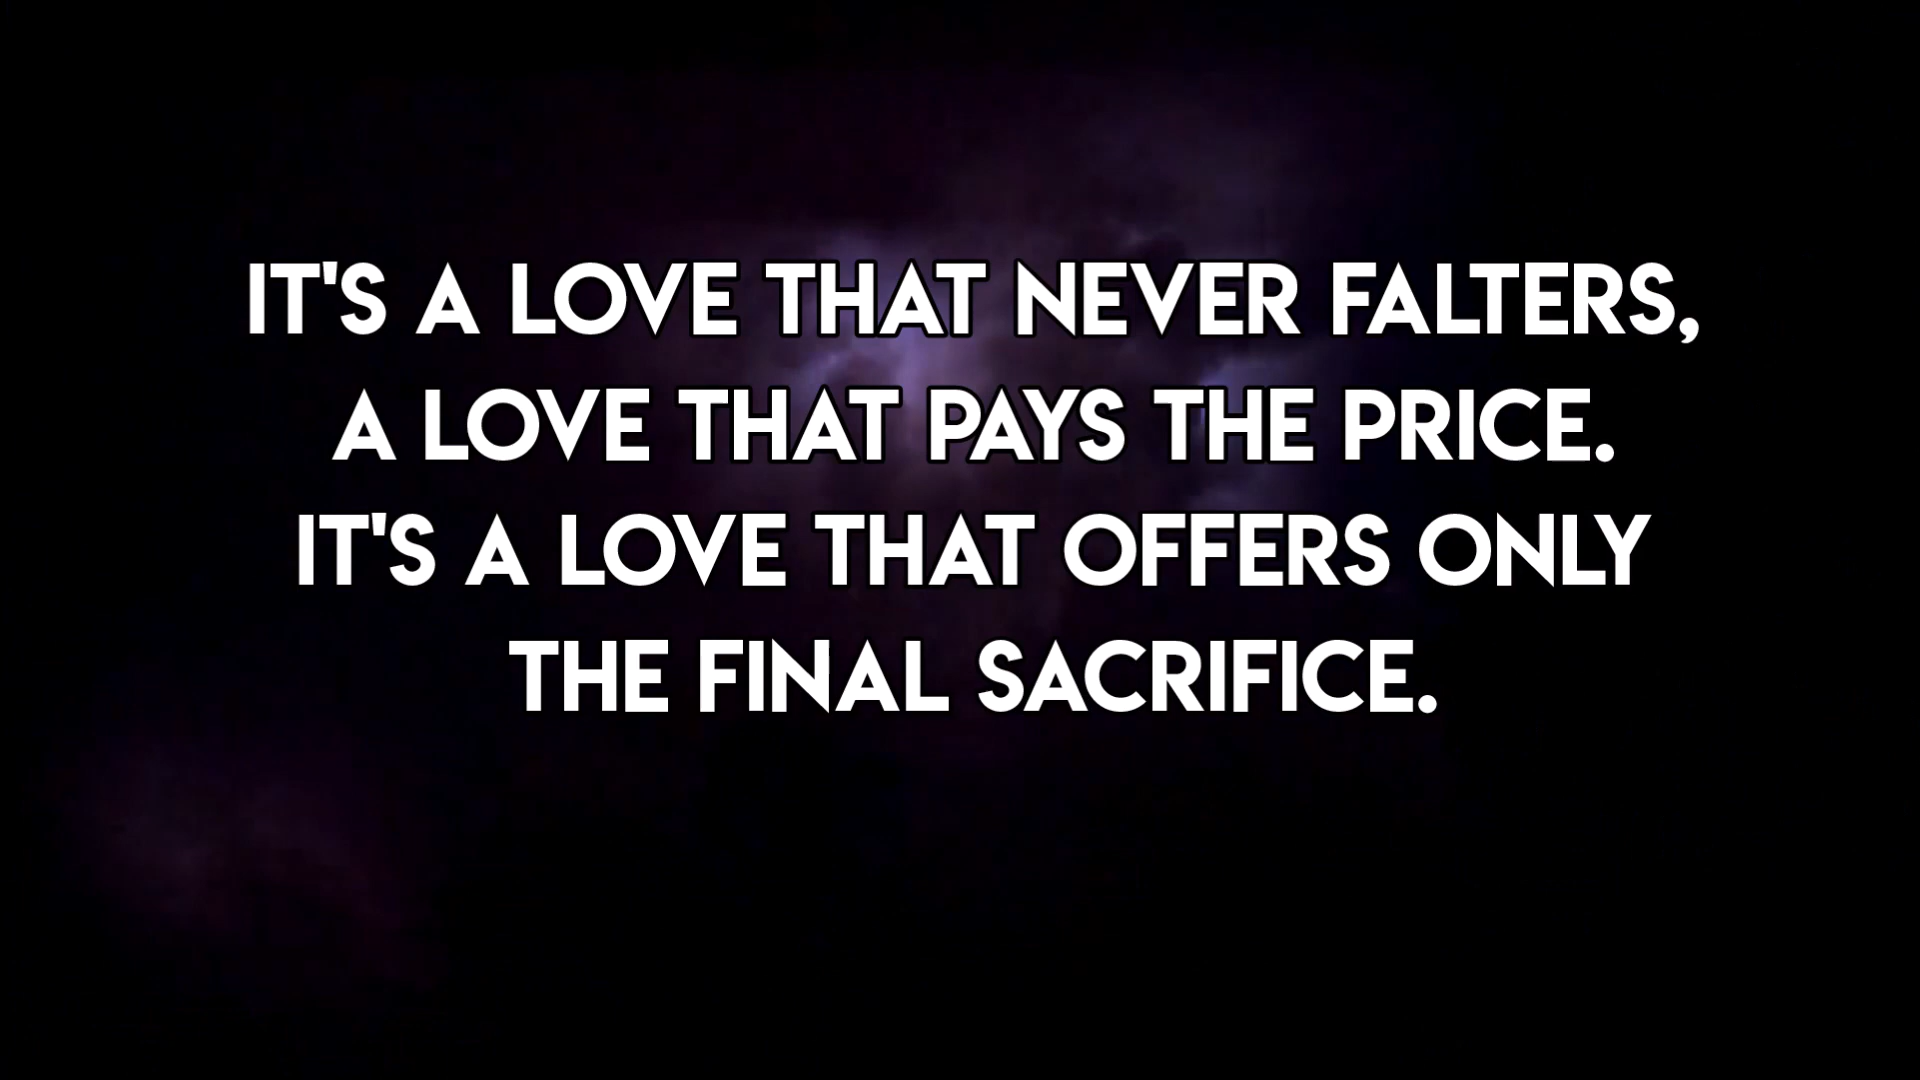 IT'S A LOVE THAT NEVER FALTERS,
A LOVE THAT PAYS THE PRICE.
IT'S A LOVE THAT OFFERS ONLY
THE FINAL SACRIFICE.